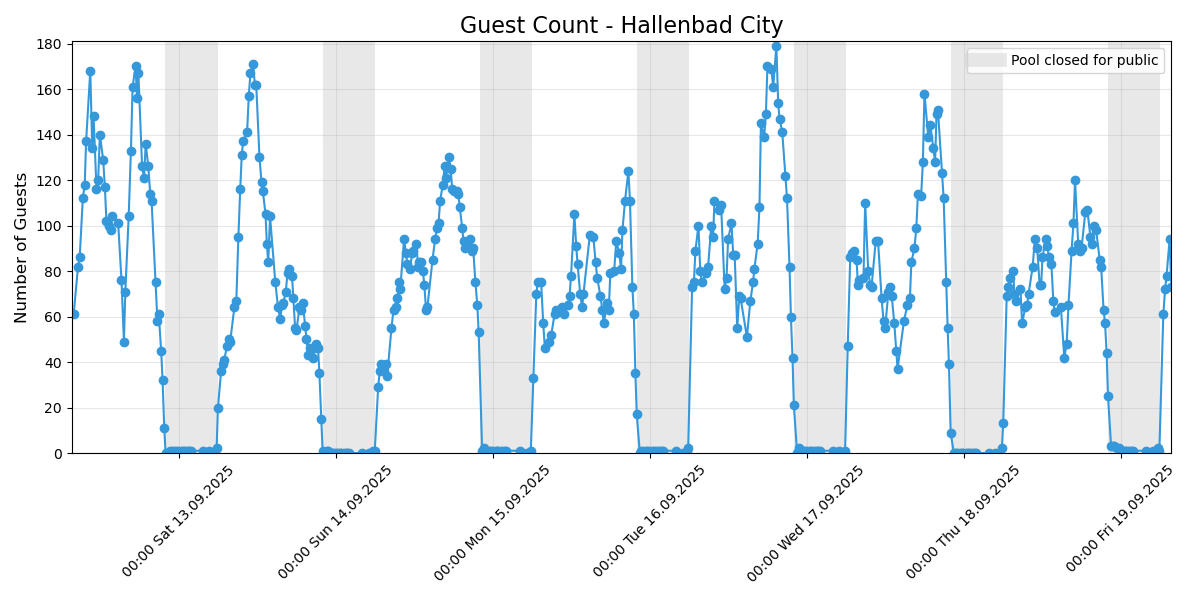 Guest Count - Hallenbad City
Pool closed for public
Number of Guests
180
160
140
120
100
80
60
40
20
0
00:00 Sat 13.09.2025
00:00 Sun 14.09.2025
00:00 Mon 15.09.2025
00:00 Tue 16.09.2025
00:00 Wed 17.09.2025
00:00 Thu 18.09.2025
00:00 Fri 19.09.2025